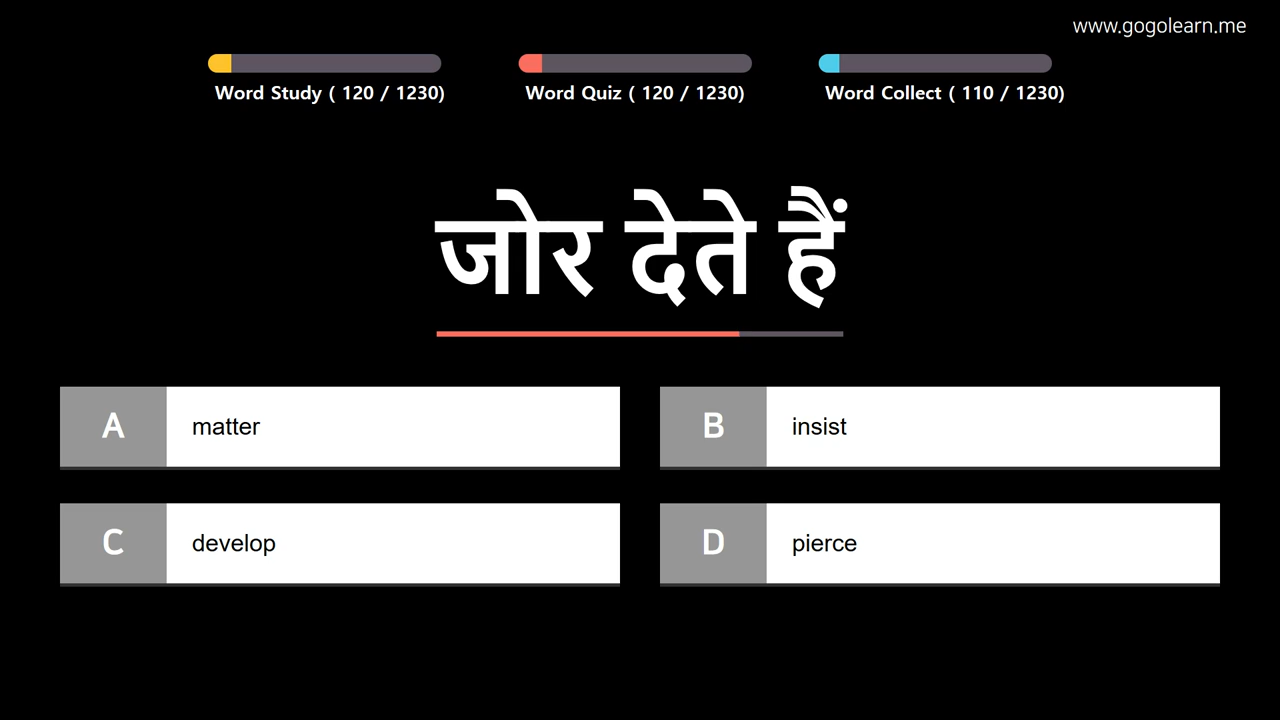 www.gogolearn.me
Word Study ( 120 / 1230)
Word Quiz ( 120 / 1230)
Word Collect ( 110 / 1230)
जोर देते हैं
A matter
B insist
C develop
D pierce